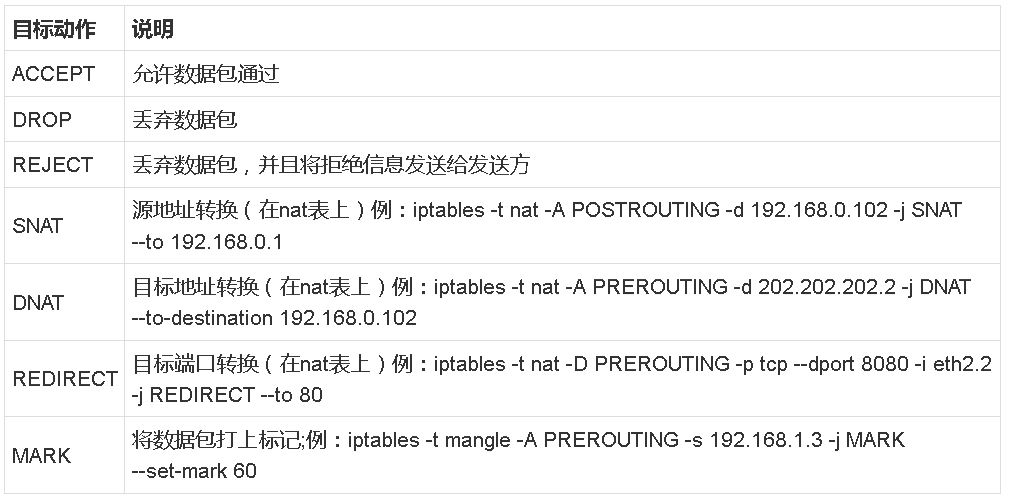 目标动作 说明
ACCEPT 允许数据包通过
DROP 丢弃数据包
REJECT 丢弃数据包，并且将拒绝信息发送给发送方
SNAT 源地址转换（在nat表上）例：iptables -t nat -A POSTROUTING -d 192.168.0.102 -j SNAT
--to 192.168.0.1
DNAT 目标地址转换（在nat表上）例：iptables -t nat -A PREROUTING -d 202.202.202.2 -j DNAT
--to-destination 192.168.0.102
REDIRECT 目标端口转换（在nat表上）例：iptables -t nat -D PREROUTING -p tcp --dport 8080 -i eth2.2
-j REDIRECT --to 80
MARK 将数据包打上标记;例：iptables -t mangle -A PREROUTING -s 192.168.1.3 -j MARK
--set-mark 60